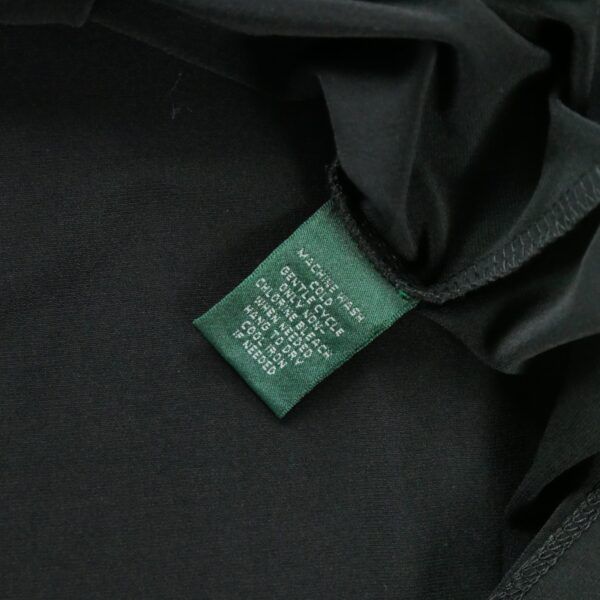 MACHINE WASH
COLD
GENTLE CYCLE
ONLY NON-
CHLORINE BLEACH
WHEN NEEDED
HANG TO DRY
COOL IRON
IF NEEDED